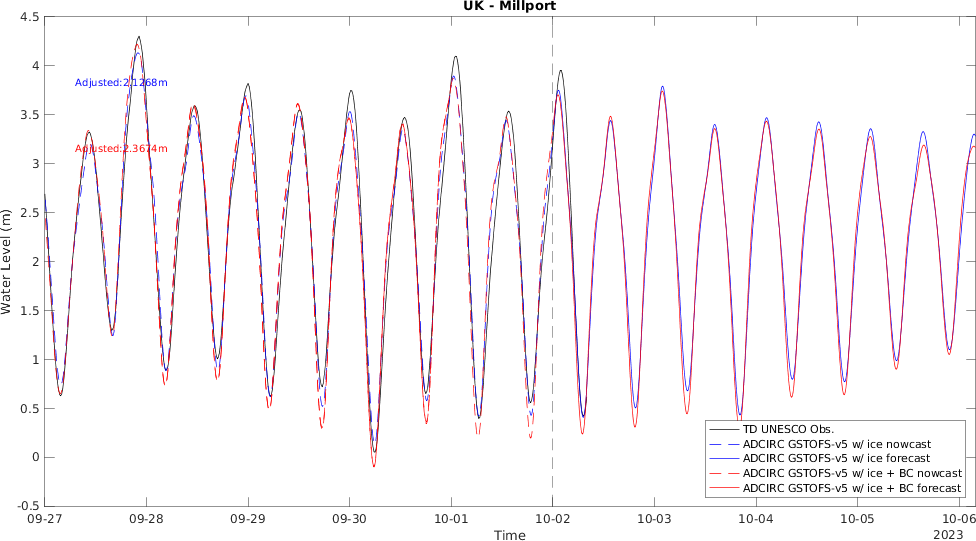 UK - Millport
4.5
4
3.5
3
2.5
2
1.5
1
0.5
0
-0.5
Water Level (m)
Adjusted:2.1268m
Adjusted:2.3674m
TD UNESCO Obs.
ADCIRC GSTOFS-v5 w/ ice nowcast
ADCIRC GSTOFS-v5 w/ ice forecast
ADCIRC GSTOFS-v5 w/ ice + BC nowcast
ADCIRC GSTOFS-v5 w/ ice + BC forecast
09-27 09-28 09-29 09-30 10-01 10-02 10-03 10-04 10-05 10-06
Time
2023